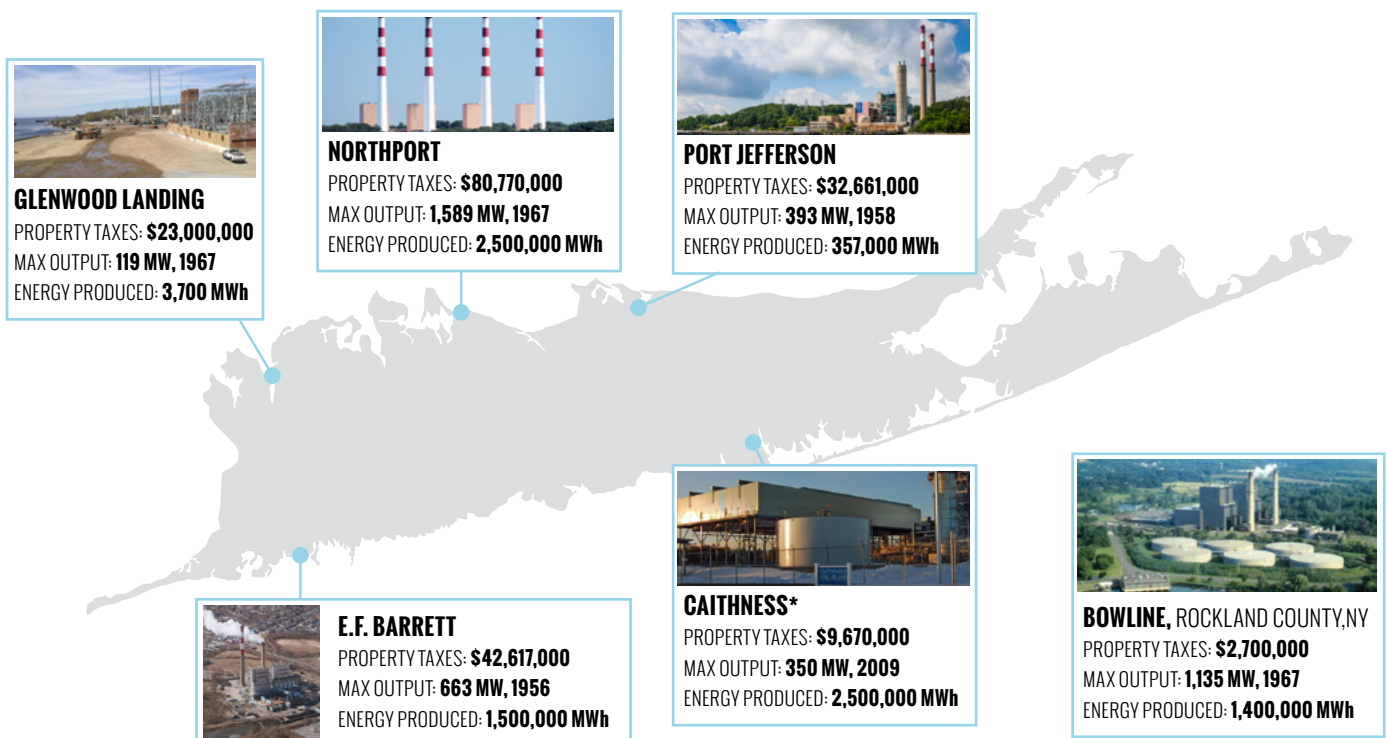 GLENWOOD LANDING
PROPERTY TAXES: $23,000,000
MAX OUTPUT: 119 MW, 1967
ENERGY PRODUCED: 3,700 MWh
NORTHPORT
PROPERTY TAXES: $80,770,000
MAX OUTPUT: 1,589 MW, 1967
ENERGY PRODUCED: 2,500,000 MWh
PORT JEFFERSON
PROPERTY TAXES: $32,661,000
MAX OUTPUT: 393 MW, 1958
ENERGY PRODUCED: 357,000 MWh
E.F. BARRETT
PROPERTY TAXES: $42,617,000
MAX OUTPUT: 663 MW, 1956
ENERGY PRODUCED: 1,500,000 MWh
CAITHNESS*
PROPERTY TAXES: $9,670,000
MAX OUTPUT: 350 MW, 2009
ENERGY PRODUCED: 2,500,000 MWh
BOWLINE, ROCKLAND COUNTY,NY
PROPERTY TAXES: $2,700,000
MAX OUTPUT: 1,135 MW, 1967
ENERGY PRODUCED: 1,400,000 MWh